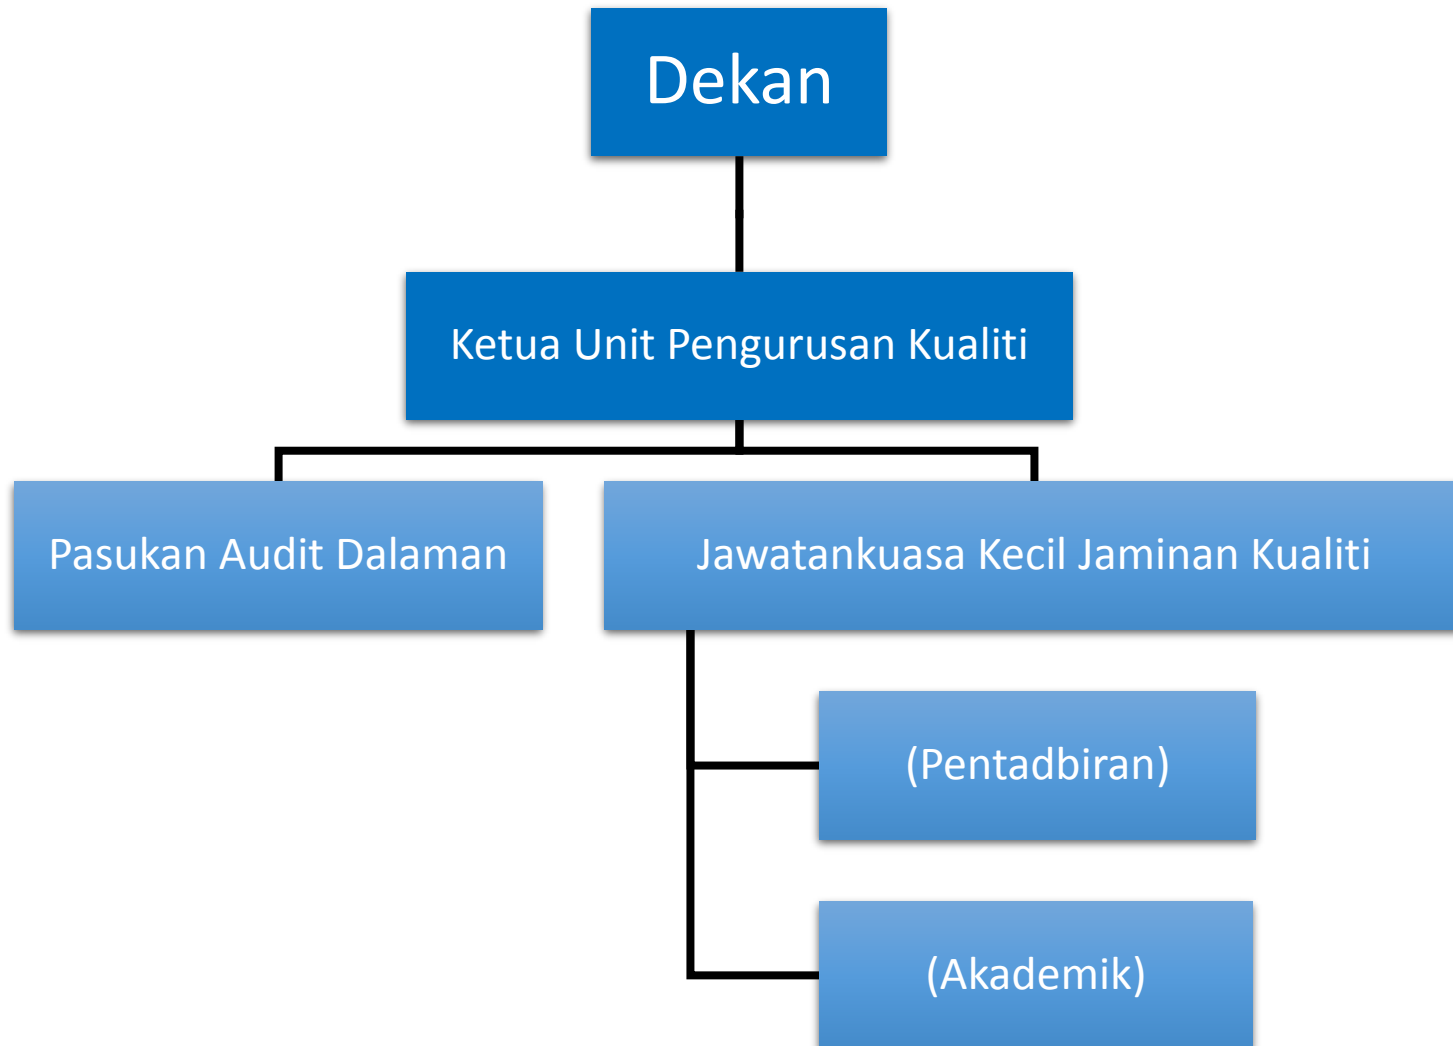 Dekan
Ketua Unit Pengurusan Kualiti
Pasukan Audit Dalaman
Jawatankuasa Kecil Jaminan Kualiti
(Pentadbiran)
(Akademik)